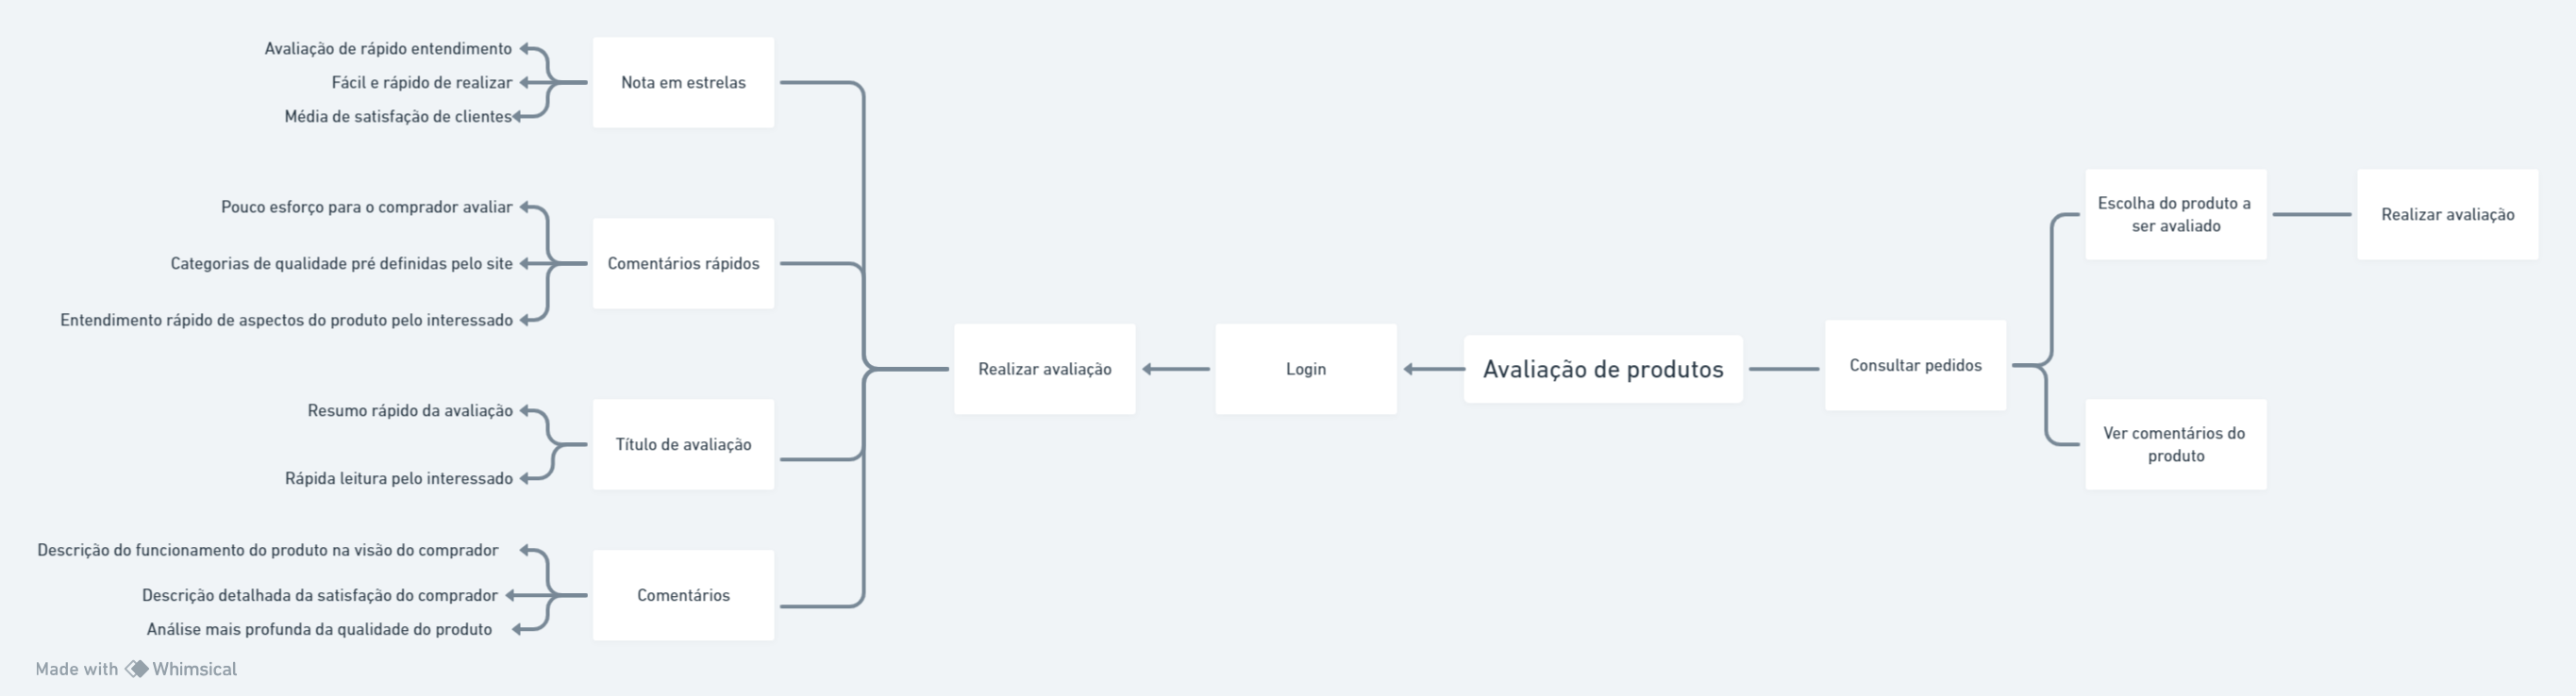 Avaliação de rápido entendimento
Fácil e rápido de realizar
Média de satisfação de clientes
Nota em estrelas
Pouco esforço para o comprador avaliar
Categorias de qualidade pré definidas pelo site
Entendimento rápido de aspectos do produto pelo interessado
Comentários rápidos
Resumo rápido da avaliação
Rápida leitura pelo interessado
Título de avaliação
Descrição do funcionamento do produto na visão do comprador
Descrição detalhada da satisfação do comprador
Análise mais profunda da qualidade do produto
Comentários
Realizar avaliação
Login
Avaliação de produtos
Consultar pedidos
Escolha do produto a
ser avaliado
Realizar avaliação
Ver comentários do
produto
Made with Whimsical